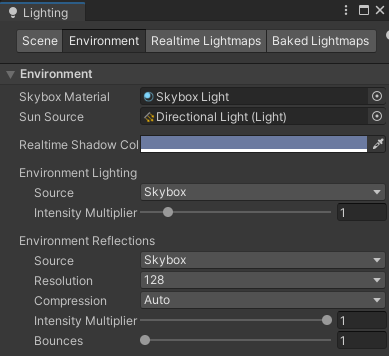 Lighting
Scene Environment Realtime Lightmaps Baked Lightmaps
Environment
Skybox Material Skybox Light
Sun Source Directional Light (Light)
Realtime Shadow Col
Environment Lighting
Source Skybox
Intensity Multiplier 1
Environment Reflections
Source Skybox
Resolution 128
Compression Auto
Intensity Multiplier 1
Bounces 1